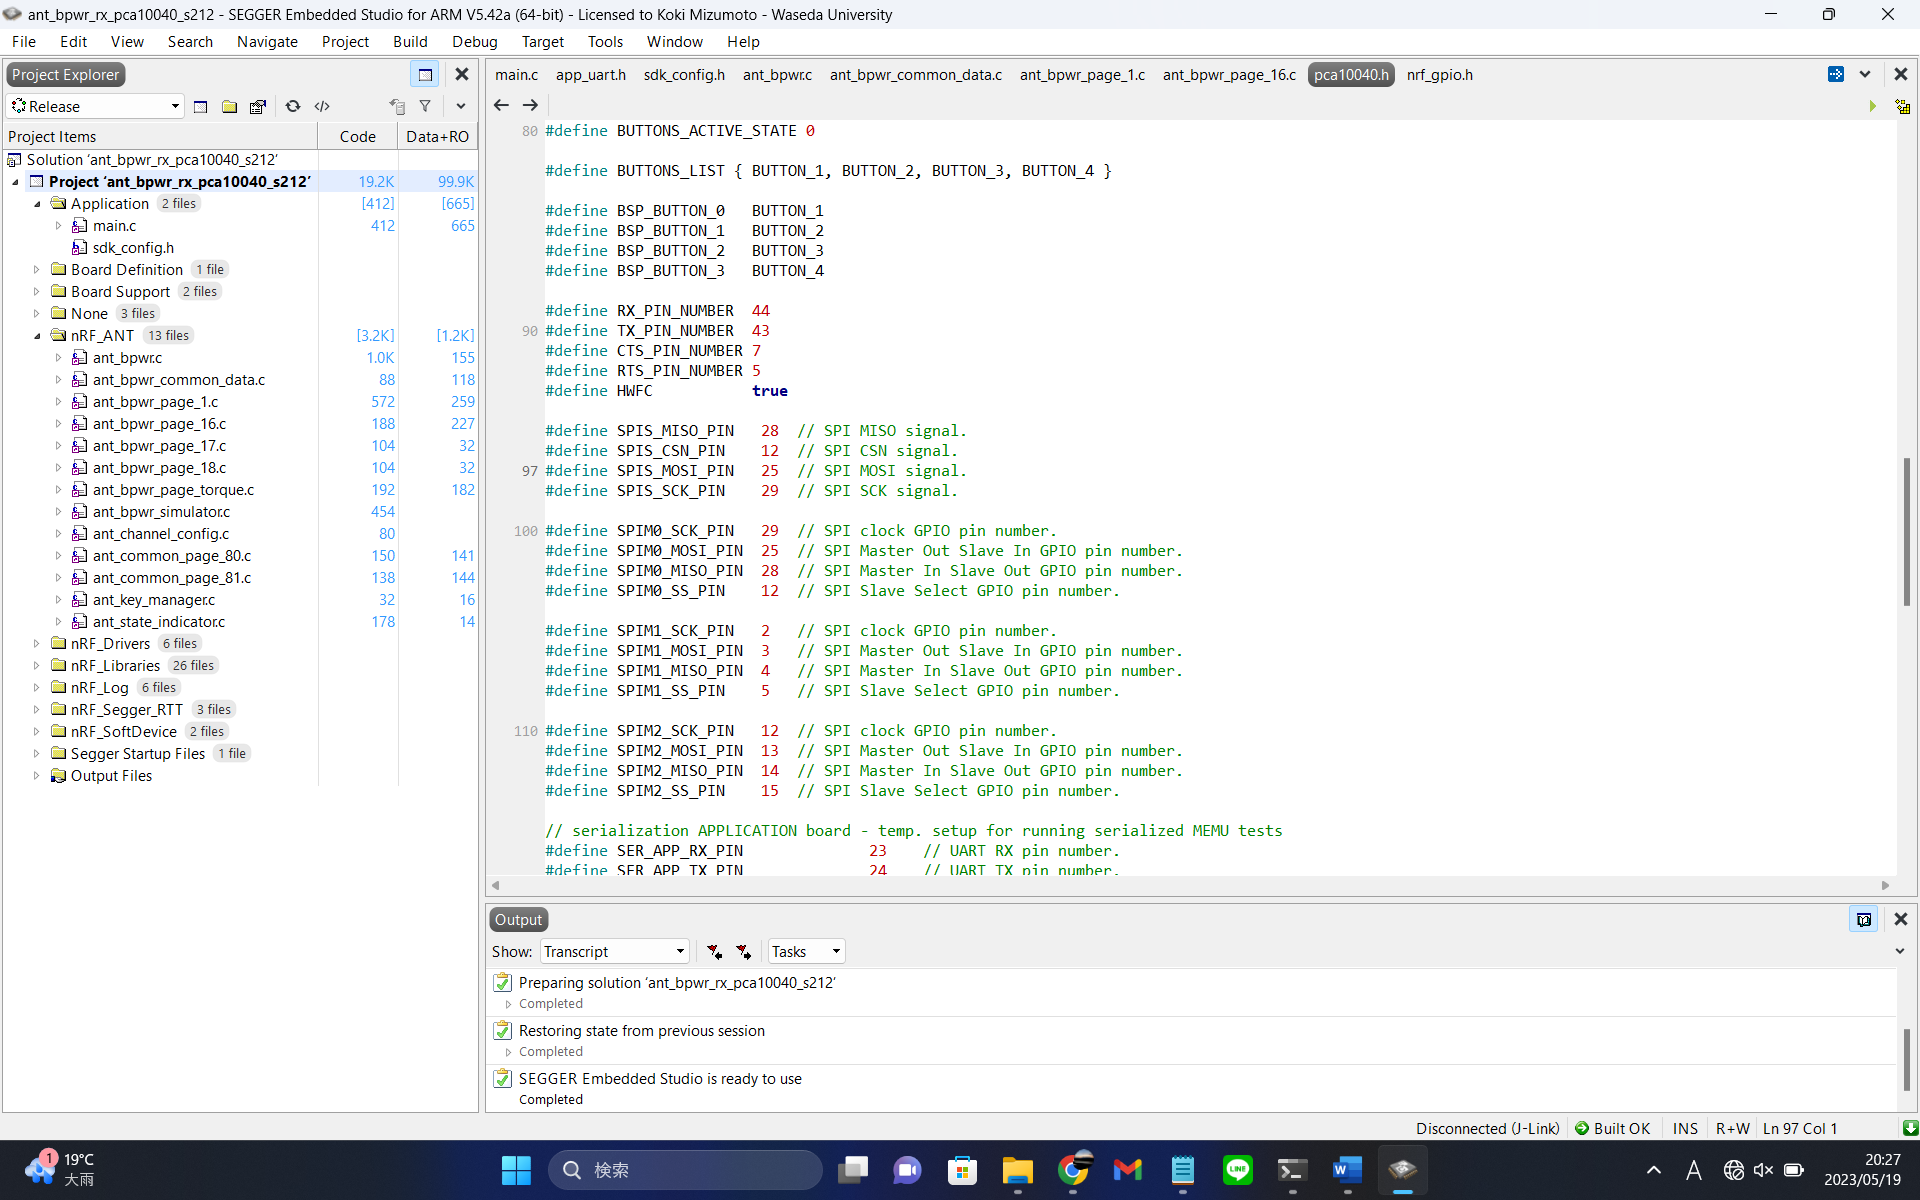 ant_bpwr_rx_pca10040_s212 - SEGGER Embedded Studio for ARM V5.42a (64-bit) - Licensed to Koki Mizumoto - Waseda University
File Edit View Search Navigate Project Build Debug Target Tools Window Help
Project Explorer
Release
Project Items Code Data+RO
Solution ‘ant_bpwr_rx_pca10040_s212’
Project ‘ant_bpwr_rx_pca10040_s212’ 19.2K 99.9K
Application 2 files [412] [665]
main.c 412 665
sdk_config.h
Board Definition 1 file
Board Support 2 files
None 3 files
nRF_ANT 13 files [3.2K] [1.2K]
ant_bpwr.c 1.0K 155
ant_bpwr_common_data.c 88 118
ant_bpwr_page_1.c 572 259
ant_bpwr_page_16.c 188 227
ant_bpwr_page_17.c 104 32
ant_bpwr_page_18.c 104 32
ant_bpwr_page_torque.c 192 182
ant_bpwr_simulator.c 454
ant_channel_config.c 80
ant_common_page_80.c 150 141
ant_common_page_81.c 138 144
ant_key_manager.c 32 16
ant_state_indicator.c 178 14
nRF_Drivers 6 files
nRF_Libraries 26 files
nRF_Log 6 files
nRF_Segger_RTT 3 files
nRF_SoftDevice 2 files
Segger Startup Files 1 file
Output Files
main.c app_uart.h sdk_config.h ant_bpwr.c ant_bpwr_common_data.c ant_bpwr_page_1.c ant_bpwr_page_16.c pca10040.h nrf_gpio.h
80 #define BUTTONS_ACTIVE_STATE 0
#define BUTTONS_LIST { BUTTON_1, BUTTON_2, BUTTON_3, BUTTON_4 }
#define BSP_BUTTON_0 BUTTON_1
#define BSP_BUTTON_1 BUTTON_2
#define BSP_BUTTON_2 BUTTON_3
#define BSP_BUTTON_3 BUTTON_4
#define RX_PIN_NUMBER 44
90 #define TX_PIN_NUMBER 43
#define CTS_PIN_NUMBER 7
#define RTS_PIN_NUMBER 5
#define HWFC true
#define SPIS_MISO_PIN 28 // SPI MISO signal.
#define SPIS_CSN_PIN 12 // SPI CSN signal.
97 #define SPIS_MOSI_PIN 25 // SPI MOSI signal.
#define SPIS_SCK_PIN 29 // SPI SCK signal.
100 #define SPIM0_SCK_PIN 29 // SPI clock GPIO pin number.
#define SPIM0_MOSI_PIN 25 // SPI Master Out Slave In GPIO pin number.
#define SPIM0_MISO_PIN 28 // SPI Master In Slave Out GPIO pin number.
#define SPIM0_SS_PIN 12 // SPI Slave Select GPIO pin number.
#define SPIM1_SCK_PIN 2 // SPI clock GPIO pin number.
#define SPIM1_MOSI_PIN 3 // SPI Master Out Slave In GPIO pin number.
#define SPIM1_MISO_PIN 4 // SPI Master In Slave Out GPIO pin number.
#define SPIM1_SS_PIN 5 // SPI Slave Select GPIO pin number.
110 #define SPIM2_SCK_PIN 12 // SPI clock GPIO pin number.
#define SPIM2_MOSI_PIN 13 // SPI Master Out Slave In GPIO pin number.
#define SPIM2_MISO_PIN 14 // SPI Master In Slave Out GPIO pin number.
#define SPIM2_SS_PIN 15 // SPI Slave Select GPIO pin number.
// serialization APPLICATION board - temp. setup for running serialized MEMU tests
#define SER_APP_RX_PIN 23 // UART RX pin number.
#define SER_APP_TX_PIN 24 // UART TX pin number.
Output
Show: Transcript Tasks
Preparing solution ‘ant_bpwr_rx_pca10040_s212’
Completed
Restoring state from previous session
Completed
SEGGER Embedded Studio is ready to use
Completed
Disconnected (J-Link) Built OK INS R+W Ln 97 Col 1
1 19°C
大雨
検索
LINE
A
20:27
2023/05/19